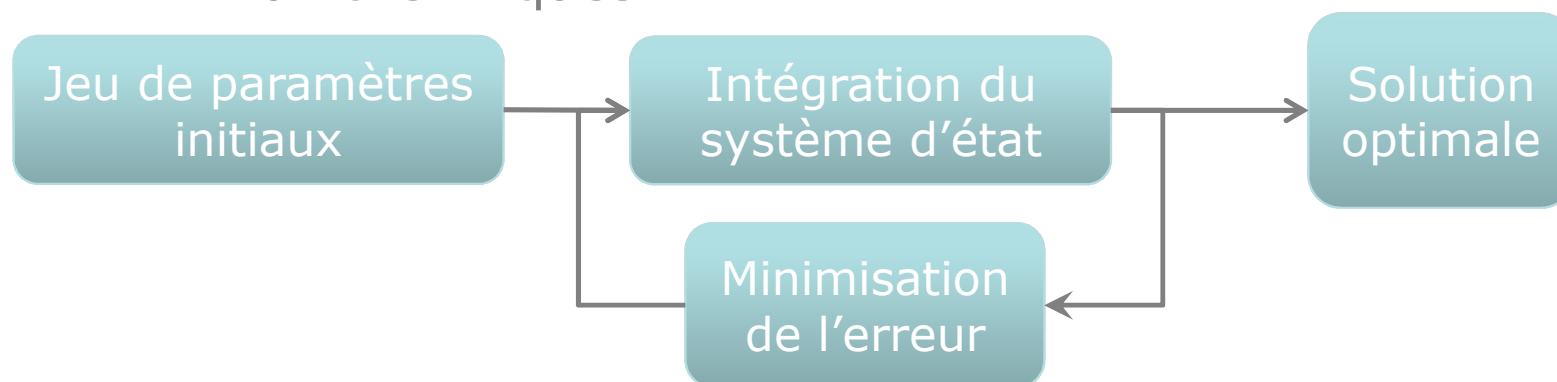 Jeu de paramètres
initiaux
Intégration du
système d’état
Solution
optimale
Minimisation
de l’erreur